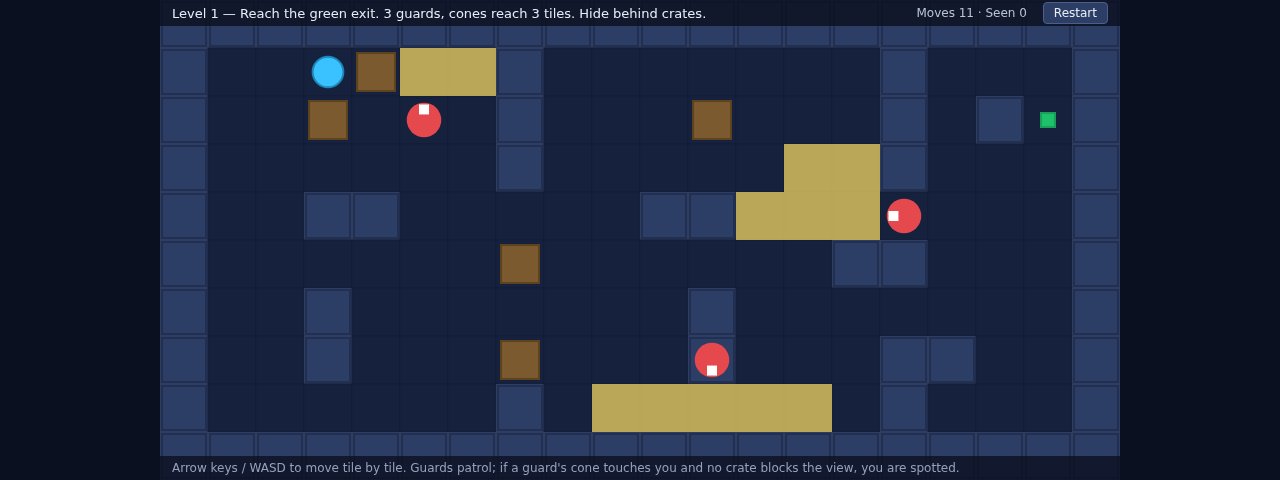 Level 1 — Reach the green exit. 3 guards, cones reach 3 tiles. Hide behind crates.
Moves 11 · Seen 0
Restart
Arrow keys / WASD to move tile by tile. Guards patrol; if a guard's cone touches you and no crate blocks the view, you are spotted.